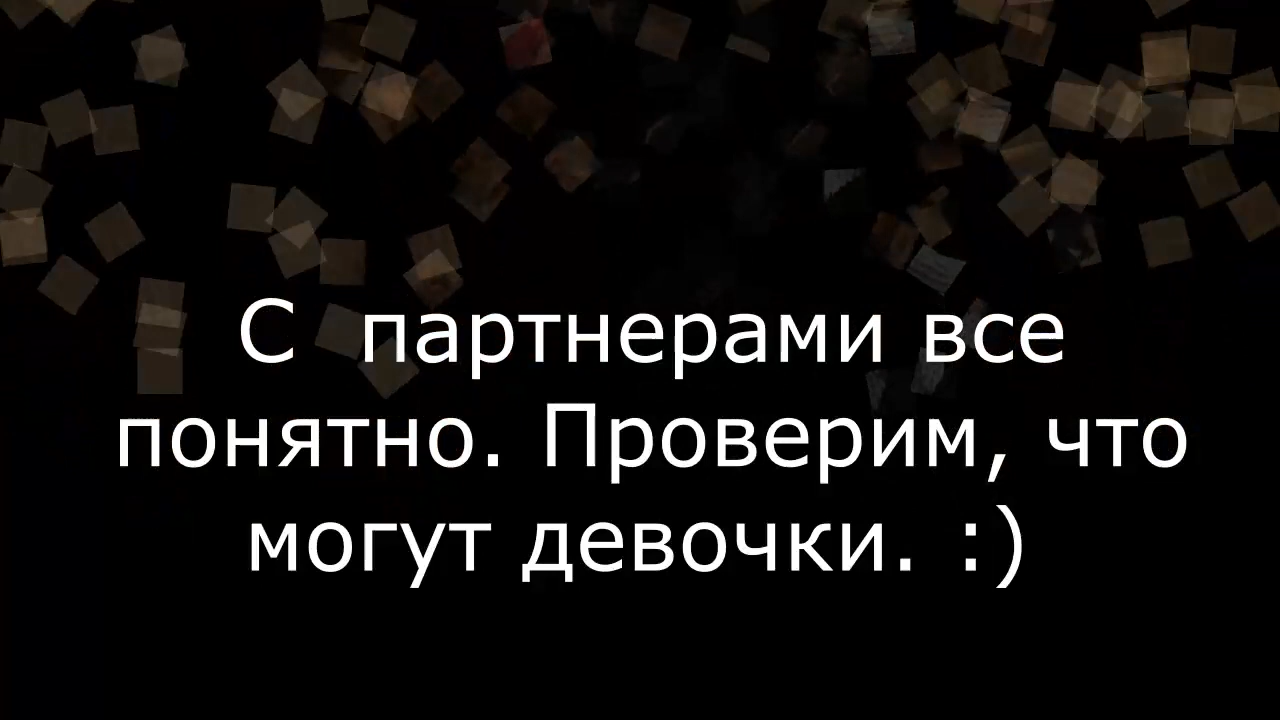 С  партнерами все
понятно. Проверим, что
могут девочки. :)